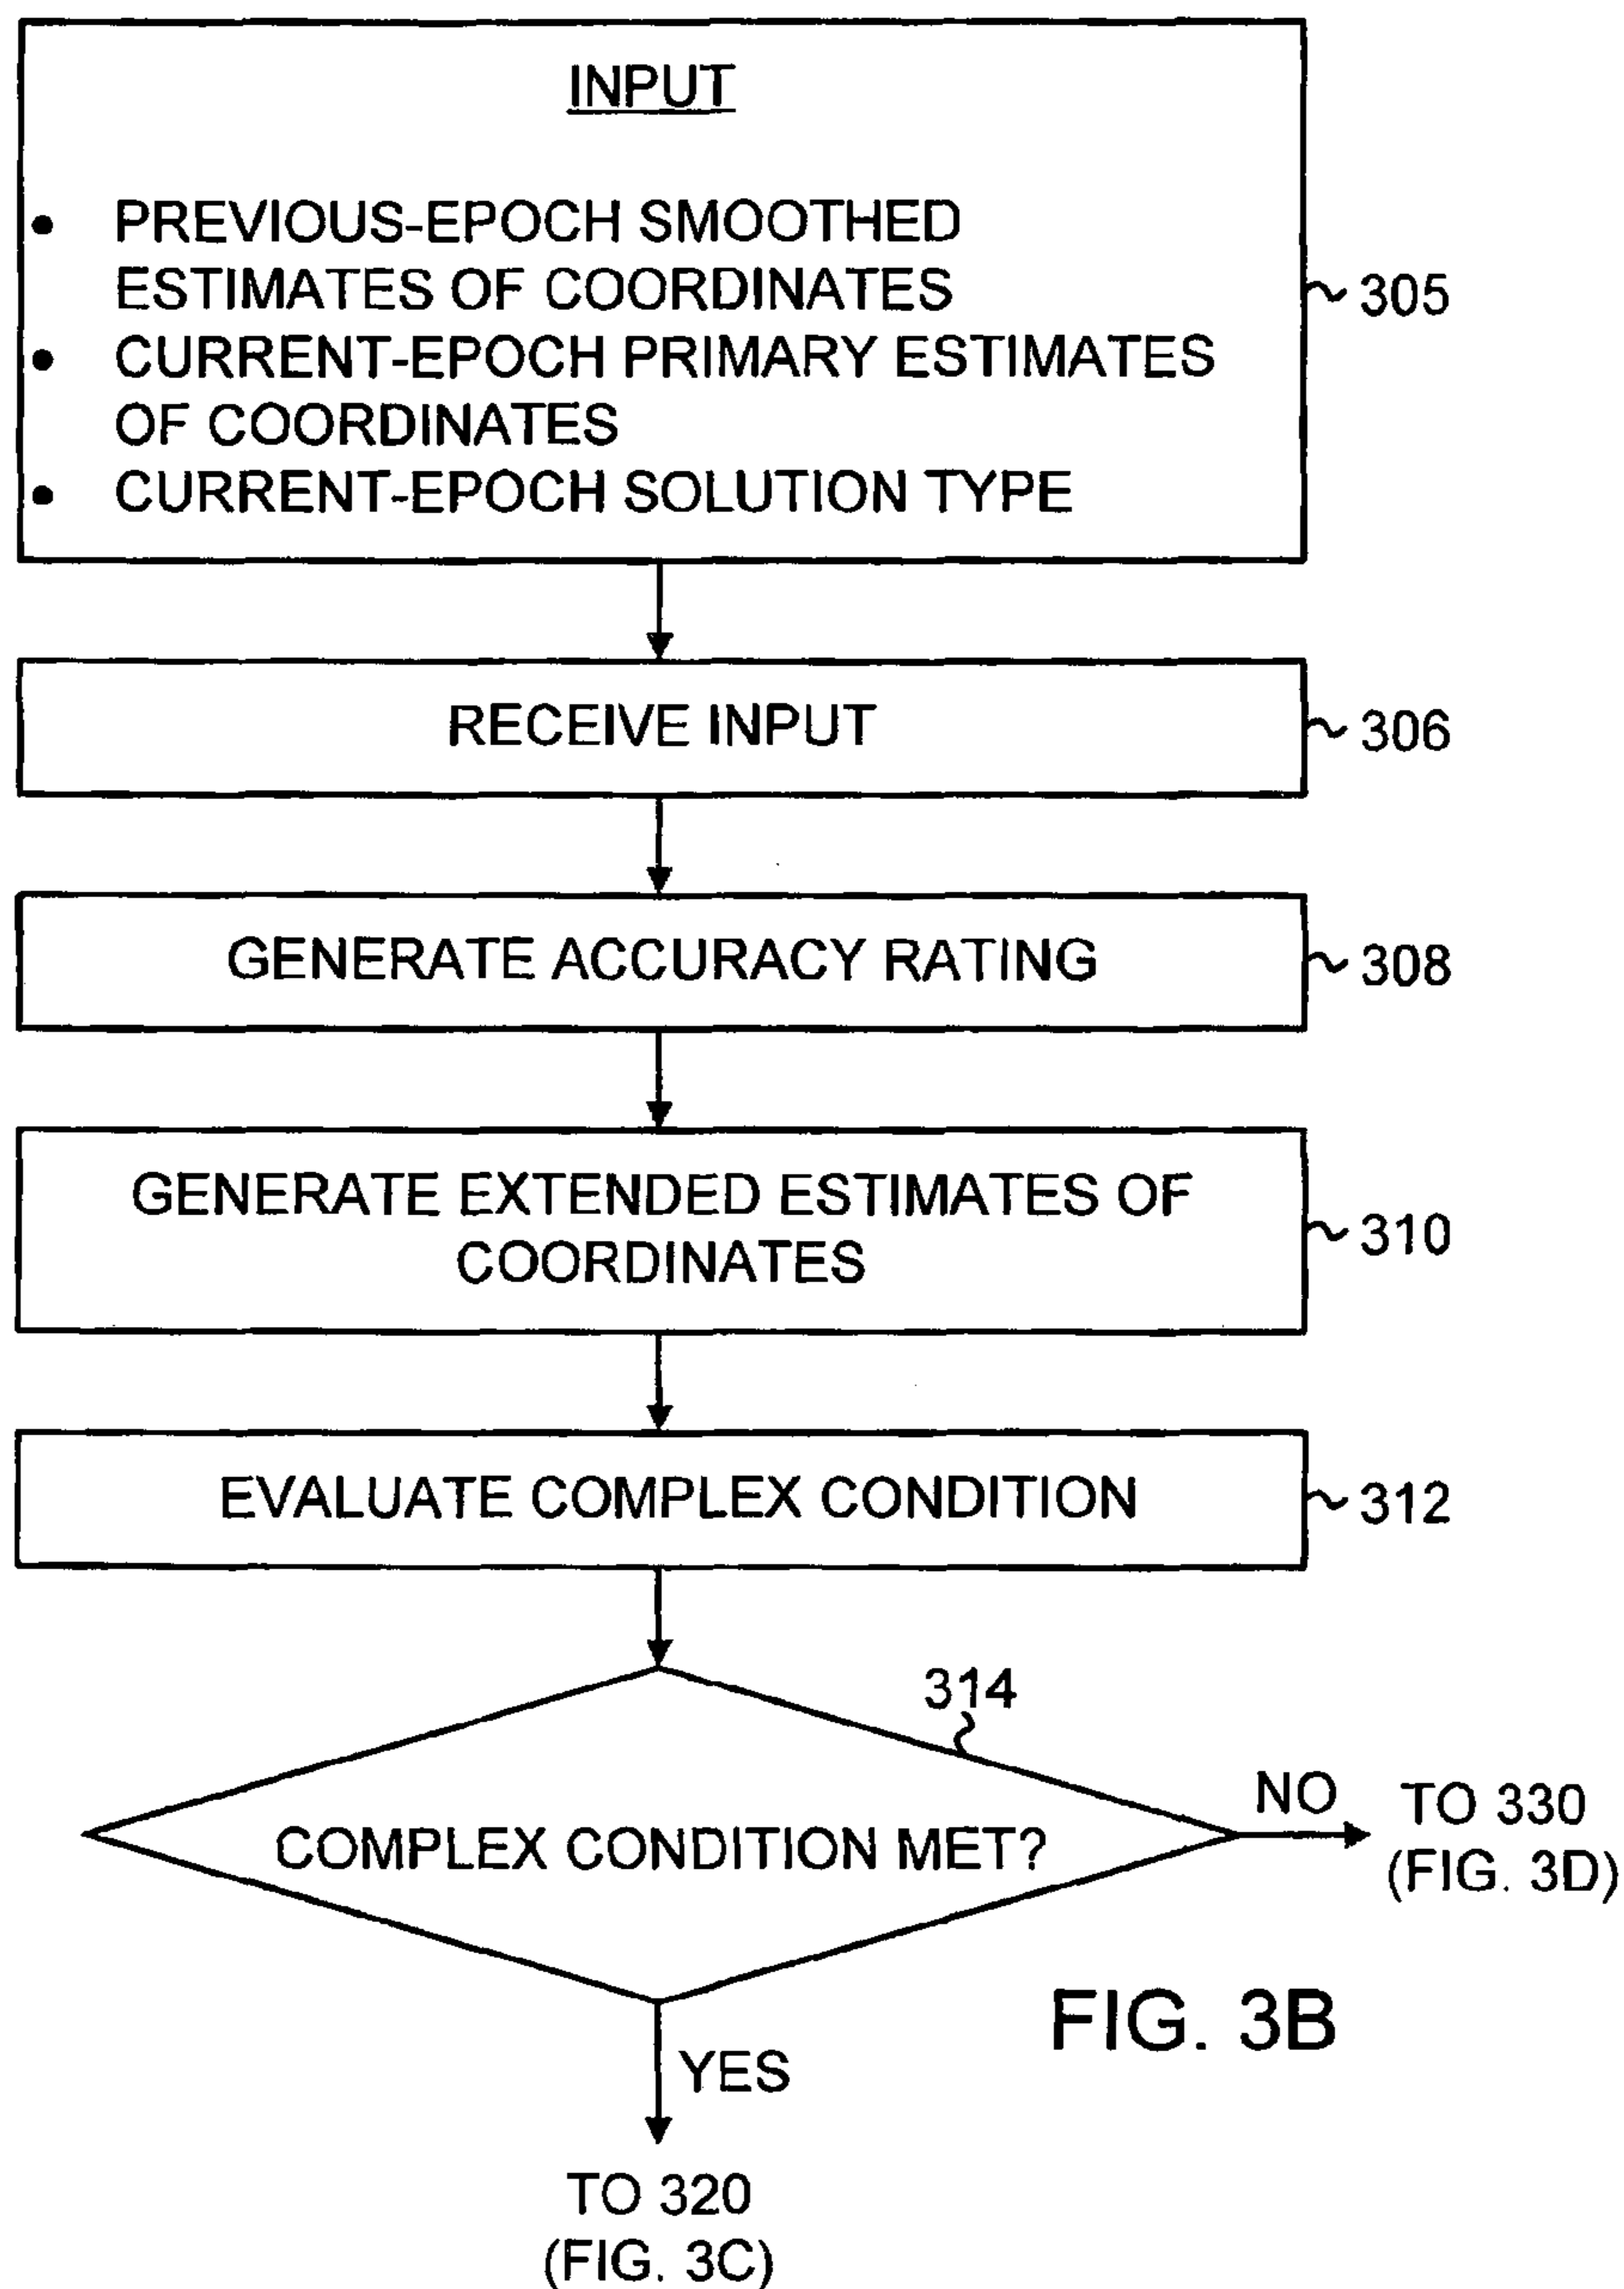 INPUT
• PREVIOUS-EPOCH SMOOTHED
ESTIMATES OF COORDINATES
305
• CURRENT-EPOCH PRIMARY ESTIMATES
OF COORDINATES
• CURRENT-EPOCH SOLUTION TYPE
RECEIVE INPUT
306
GENERATE ACCURACY RATING
308
GENERATE EXTENDED ESTIMATES OF
COORDINATES
310
EVALUATE COMPLEX CONDITION
312
314
COMPLEX CONDITION MET?
NO
TO 330
(FIG. 3D)
YES
TO 320
(FIG. 3C)
FIG. 3B